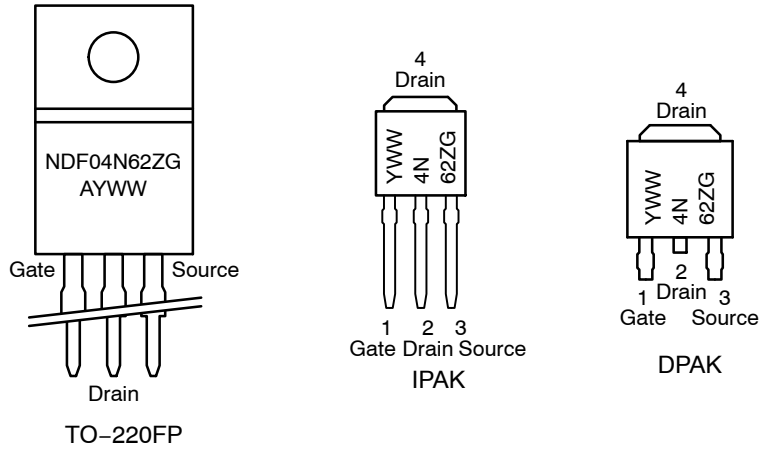 NDF04N62ZG
AYWW
Gate
Source
Drain
TO−220FP
4
Drain
YWW
4N
62ZG
1 2 3
Gate Drain Source
IPAK
4
Drain
YWW
4N
62ZG
2
1 Drain 3
Gate Source
DPAK